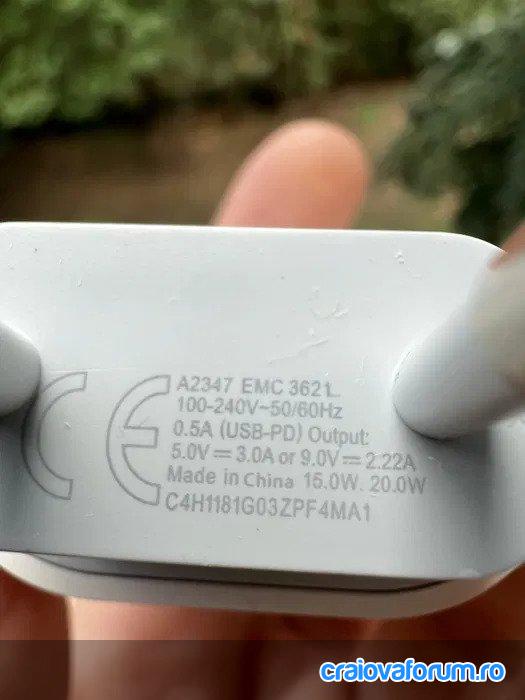 CE
A2347 EMC 3621
100-240V~50/60Hz
0.5A (USB-PD) Output:
5.0V⎓3.0A or 9.0V⎓2.22A
Made in China 15.0W. 20.0W
C4H1181G03ZPF4MA1
craiovaforum.ro